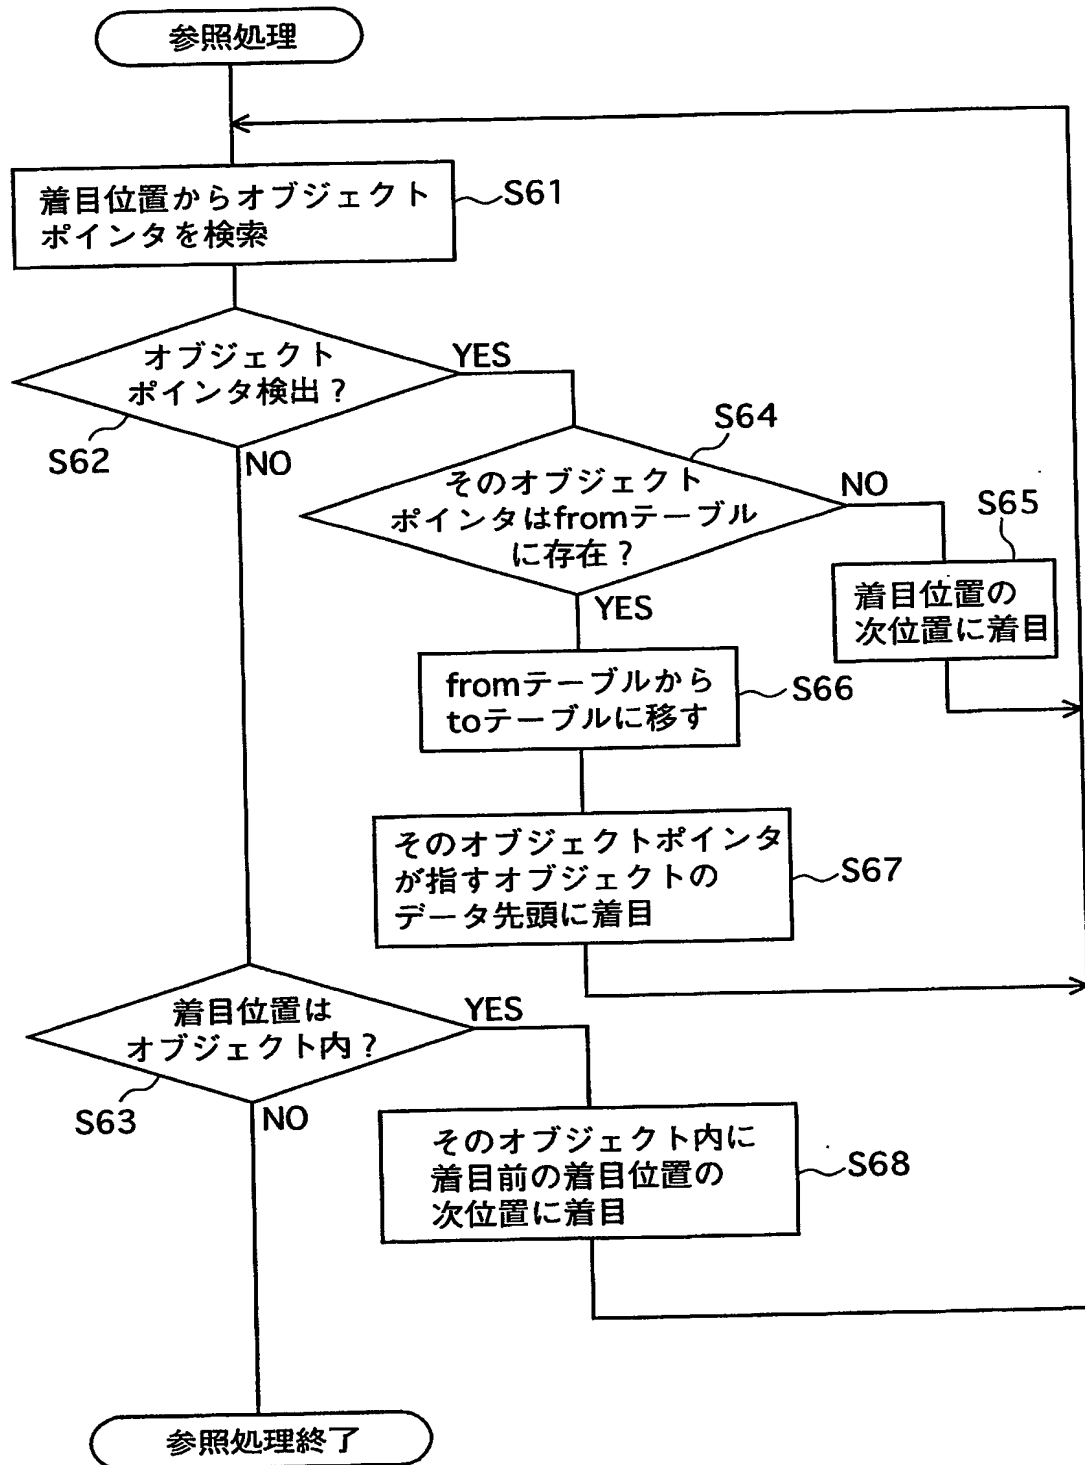 参照処理
着目位置からオブジェクト
ポインタを検索
S61
オブジェクト
ポインタ検出？
YES
S62
NO
S64
そのオブジェクト
ポインタはfromテーブル
に存在？
NO
YES
S65
着目位置の
次位置に着目
fromテーブルから
toテーブルに移す
S66
そのオブジェクトポインタ
が指すオブジェクトの
データ先頭に着目
S67
着目位置は
オブジェクト内？
YES
S63
NO
そのオブジェクト内に
着目前の着目位置の
次位置に着目
S68
参照処理終了